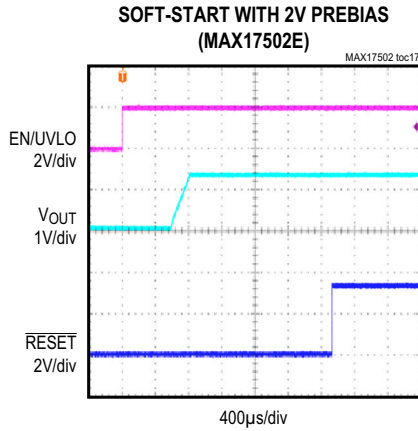 SOFT-START WITH 2V PREBIAS
(MAX17502E)
MAX17502 toc17
T
EN/UVLO
2V/div
VOUT
1V/div
RESET
2V/div
400μs/div